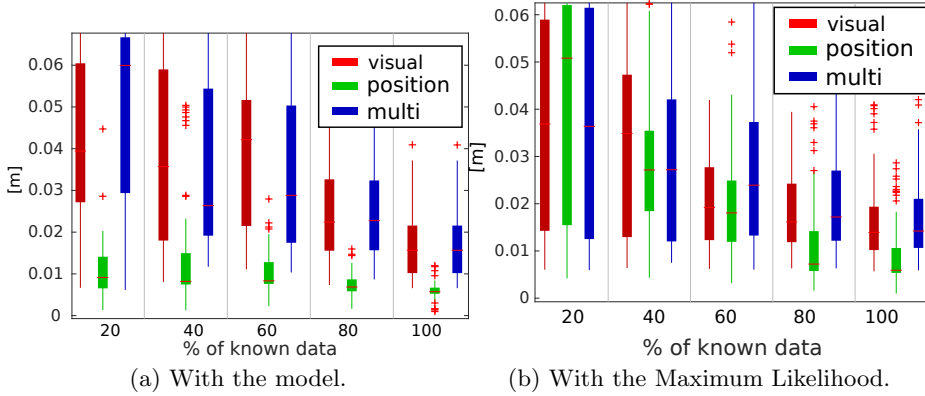 visual
position
multi
0.06
0.05
0.04
0.03
0.02
0.01
0
[m]
20 40 60 80 100
% of known data
(a) With the model.
visual
position
multi
0.06
0.05
0.04
0.03
0.02
0.01
0
[m]
20 40 60 80 100
% of known data
(b) With the Maximum Likelihood.